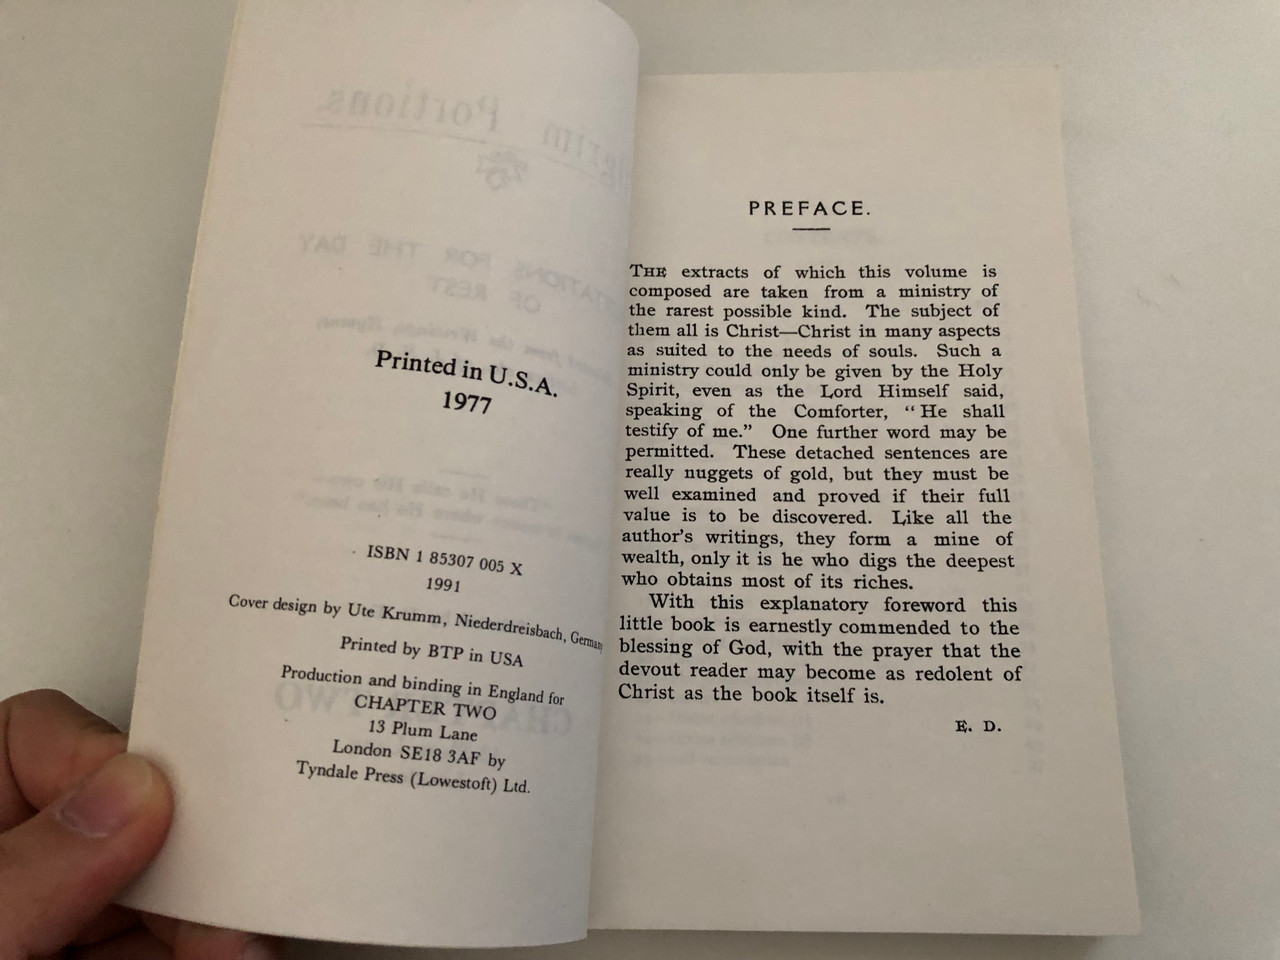 Printed in U.S.A.
1977
ISBN 1 85307 005 X
1991
Cover design by Ute Krumm, Niederdreisbach, Germany
Printed by BTP in USA
Production and binding in England for
CHAPTER TWO
13 Plum Lane
London SE18 3AF by
Tyndale Press (Lowestoft) Ltd.
PREFACE.
THE extracts of which this volume is
composed are taken from a ministry of
the rarest possible kind. The subject of
them all is Christ—Christ in many aspects
as suited to the needs of souls. Such a
ministry could only be given by the Holy
Spirit, even as the Lord Himself said,
speaking of the Comforter, “He shall
testify of me.” One further word may be
permitted. These detached sentences are
really nuggets of gold, but they must be
well examined and proved if their full
value is to be discovered. Like all the
author's writings, they form a mine of
wealth, only it is he who digs the deepest
who obtains most of its riches.
With this explanatory foreword this
little book is earnestly commended to the
blessing of God, with the prayer that the
devout reader may become as redolent of
Christ as the book itself is.
E. D.